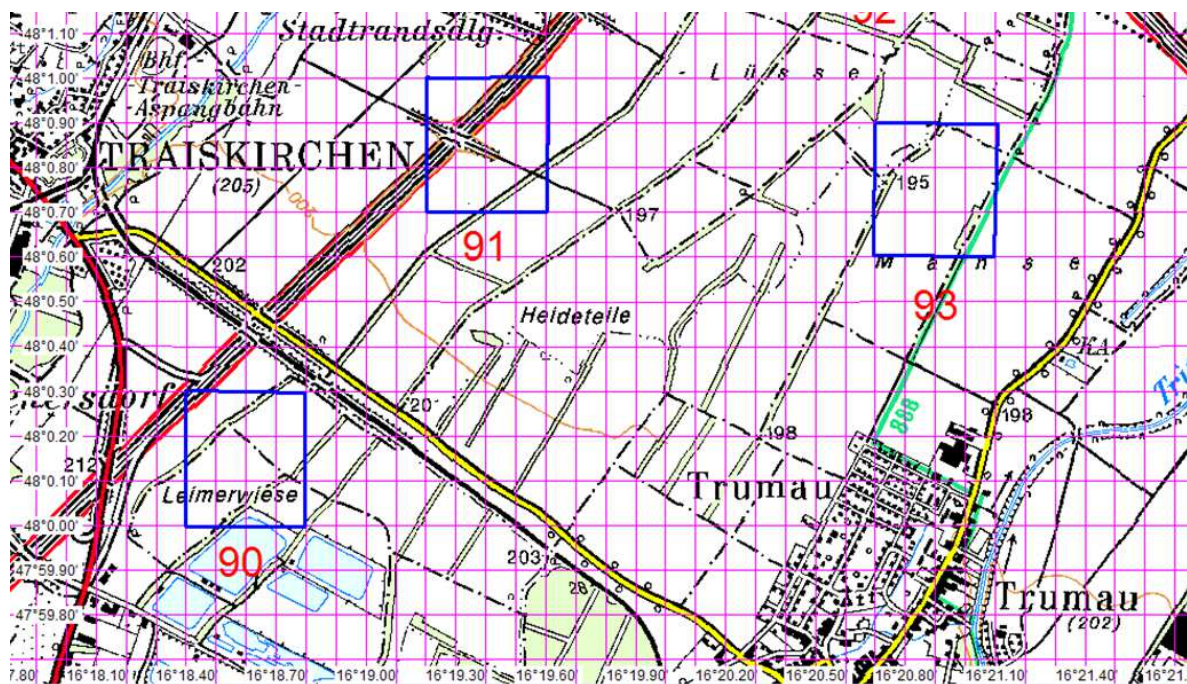 92
48°1.10'
Stadtrandsdlg.
Bhf.
Traiskirchen-
Aspangbahn
48°1.00'
- L ü s s e
48°0.90'
TRAISKIRCHEN
(205)
48°0.80'
195
200
197
48°0.70'
91
202
48°0.60'
M a n s e
93
48°0.50'
Heideteile
KA
48°0.40'
48°0.30'
888
198
201
198
48°0.20'
212
48°0.10'
Leimerwiese
Trumau
48°0.00'
90
203
47°59.90'
28
Trumau
(202)
47°59.80'
7.80 16°18.10 16°18.40 16°18.70 16°19.00 16°19.30 16°19.60 16°19.90 16°20.20 16°20.50 16°20.80 16°21.10 16°21.40